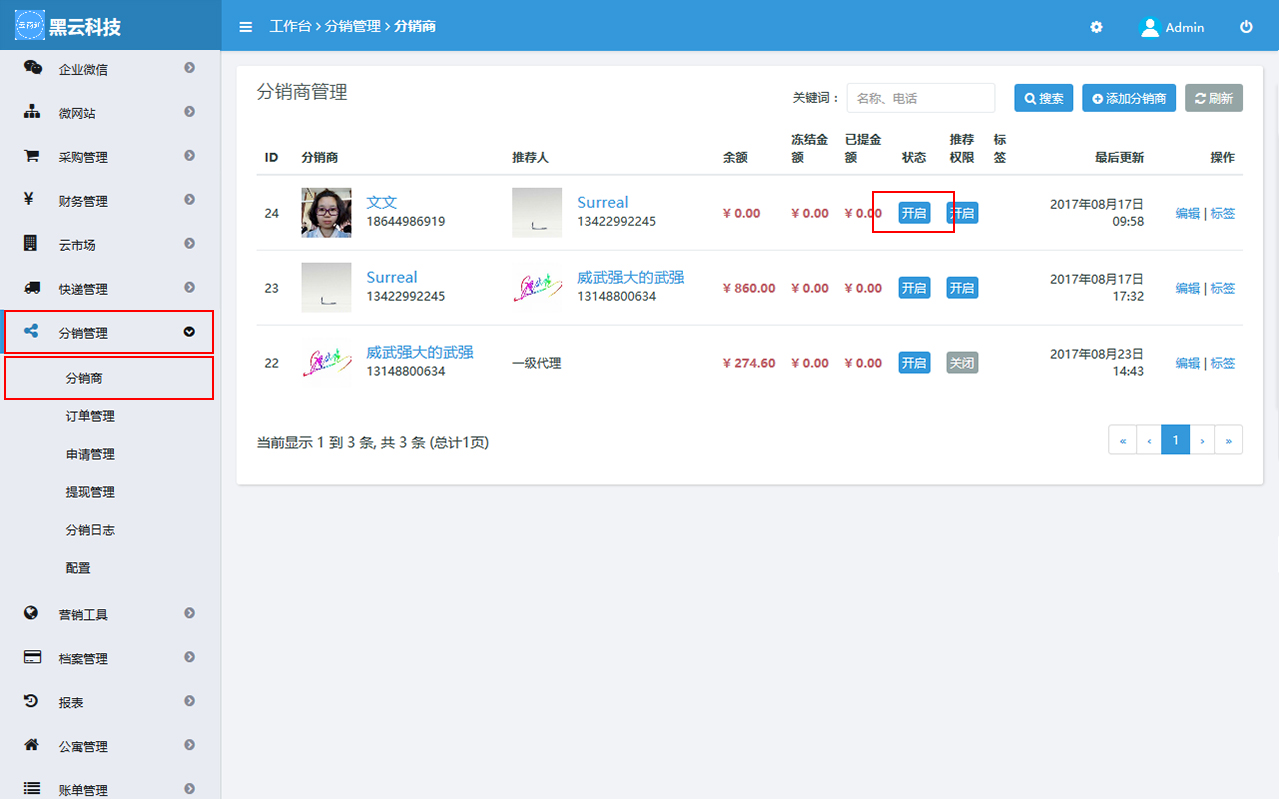 黑云科技
工作台 › 分销管理 › 分销商
Admin
企业微信
微网站
采购管理
财务管理
云市场
快递管理
分销管理
分销商
订单管理
申请管理
提现管理
分销日志
配置
营销工具
档案管理
报表
公寓管理
账单管理
分销商管理
关键词：
名称、电话
搜索
添加分销商
刷新
ID 分销商 推荐人 余额 冻结金额 已提金额 状态 推荐权限 标签 最后更新 操作
24 文文 18644986919 Surreal 13422992245 ¥ 0.00 ¥ 0.00 ¥ 0.00 开启 开启 2017年08月17日 09:58 编辑 | 标签
23 Surreal 13422992245 威武强大的武强 13148800634 ¥ 860.00 ¥ 0.00 ¥ 0.00 开启 开启 2017年08月17日 17:32 编辑 | 标签
22 威武强大的武强 13148800634 一级代理 ¥ 274.60 ¥ 0.00 ¥ 0.00 开启 关闭 2017年08月23日 14:43 编辑 | 标签
当前显示 1 到 3 条, 共 3 条 (总计1页)
« ‹ 1 › »